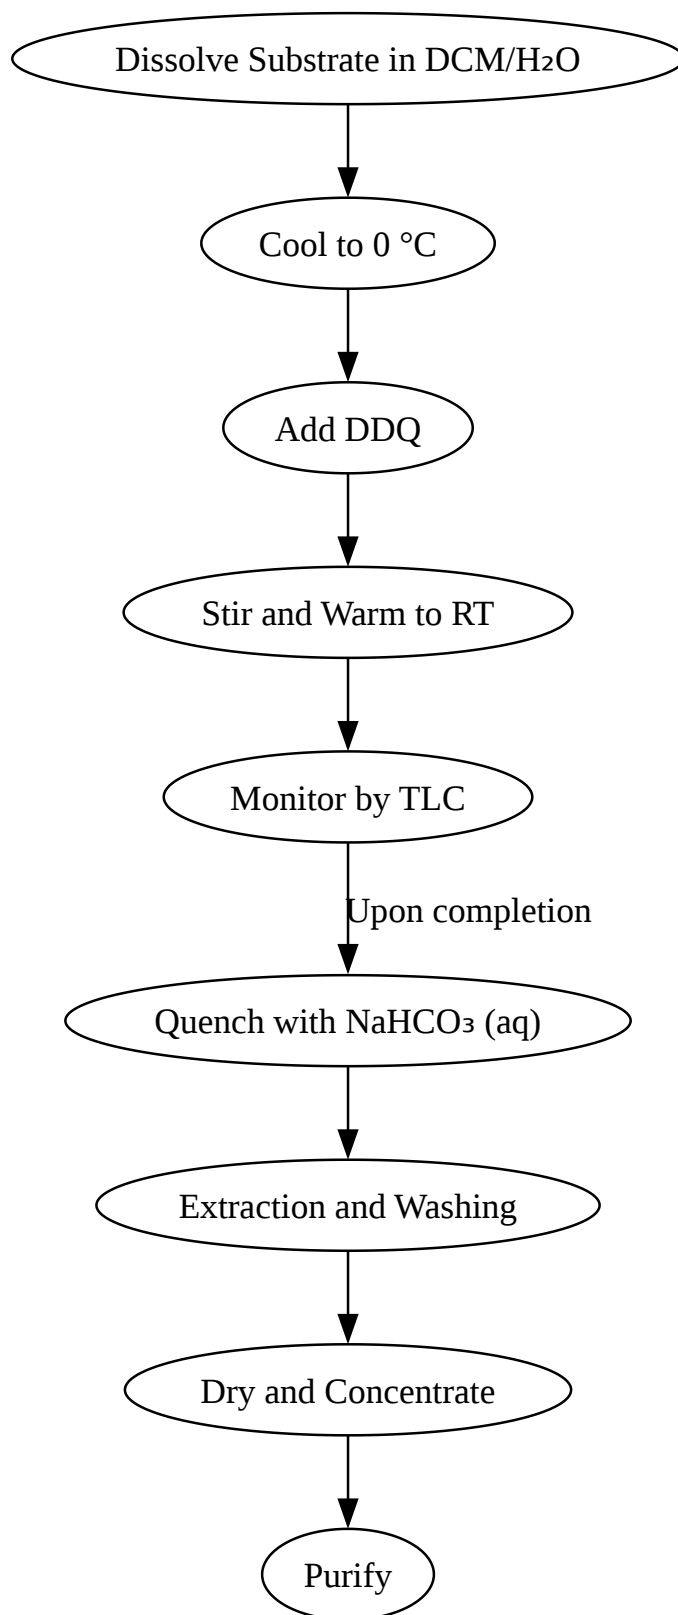 Dissolve Substrate in DCM/H₂O
Cool to 0 °C
Add DDQ
Stir and Warm to RT
Monitor by TLC
Upon completion
Quench with NaHCO₃ (aq)
Extraction and Washing
Dry and Concentrate
Purify